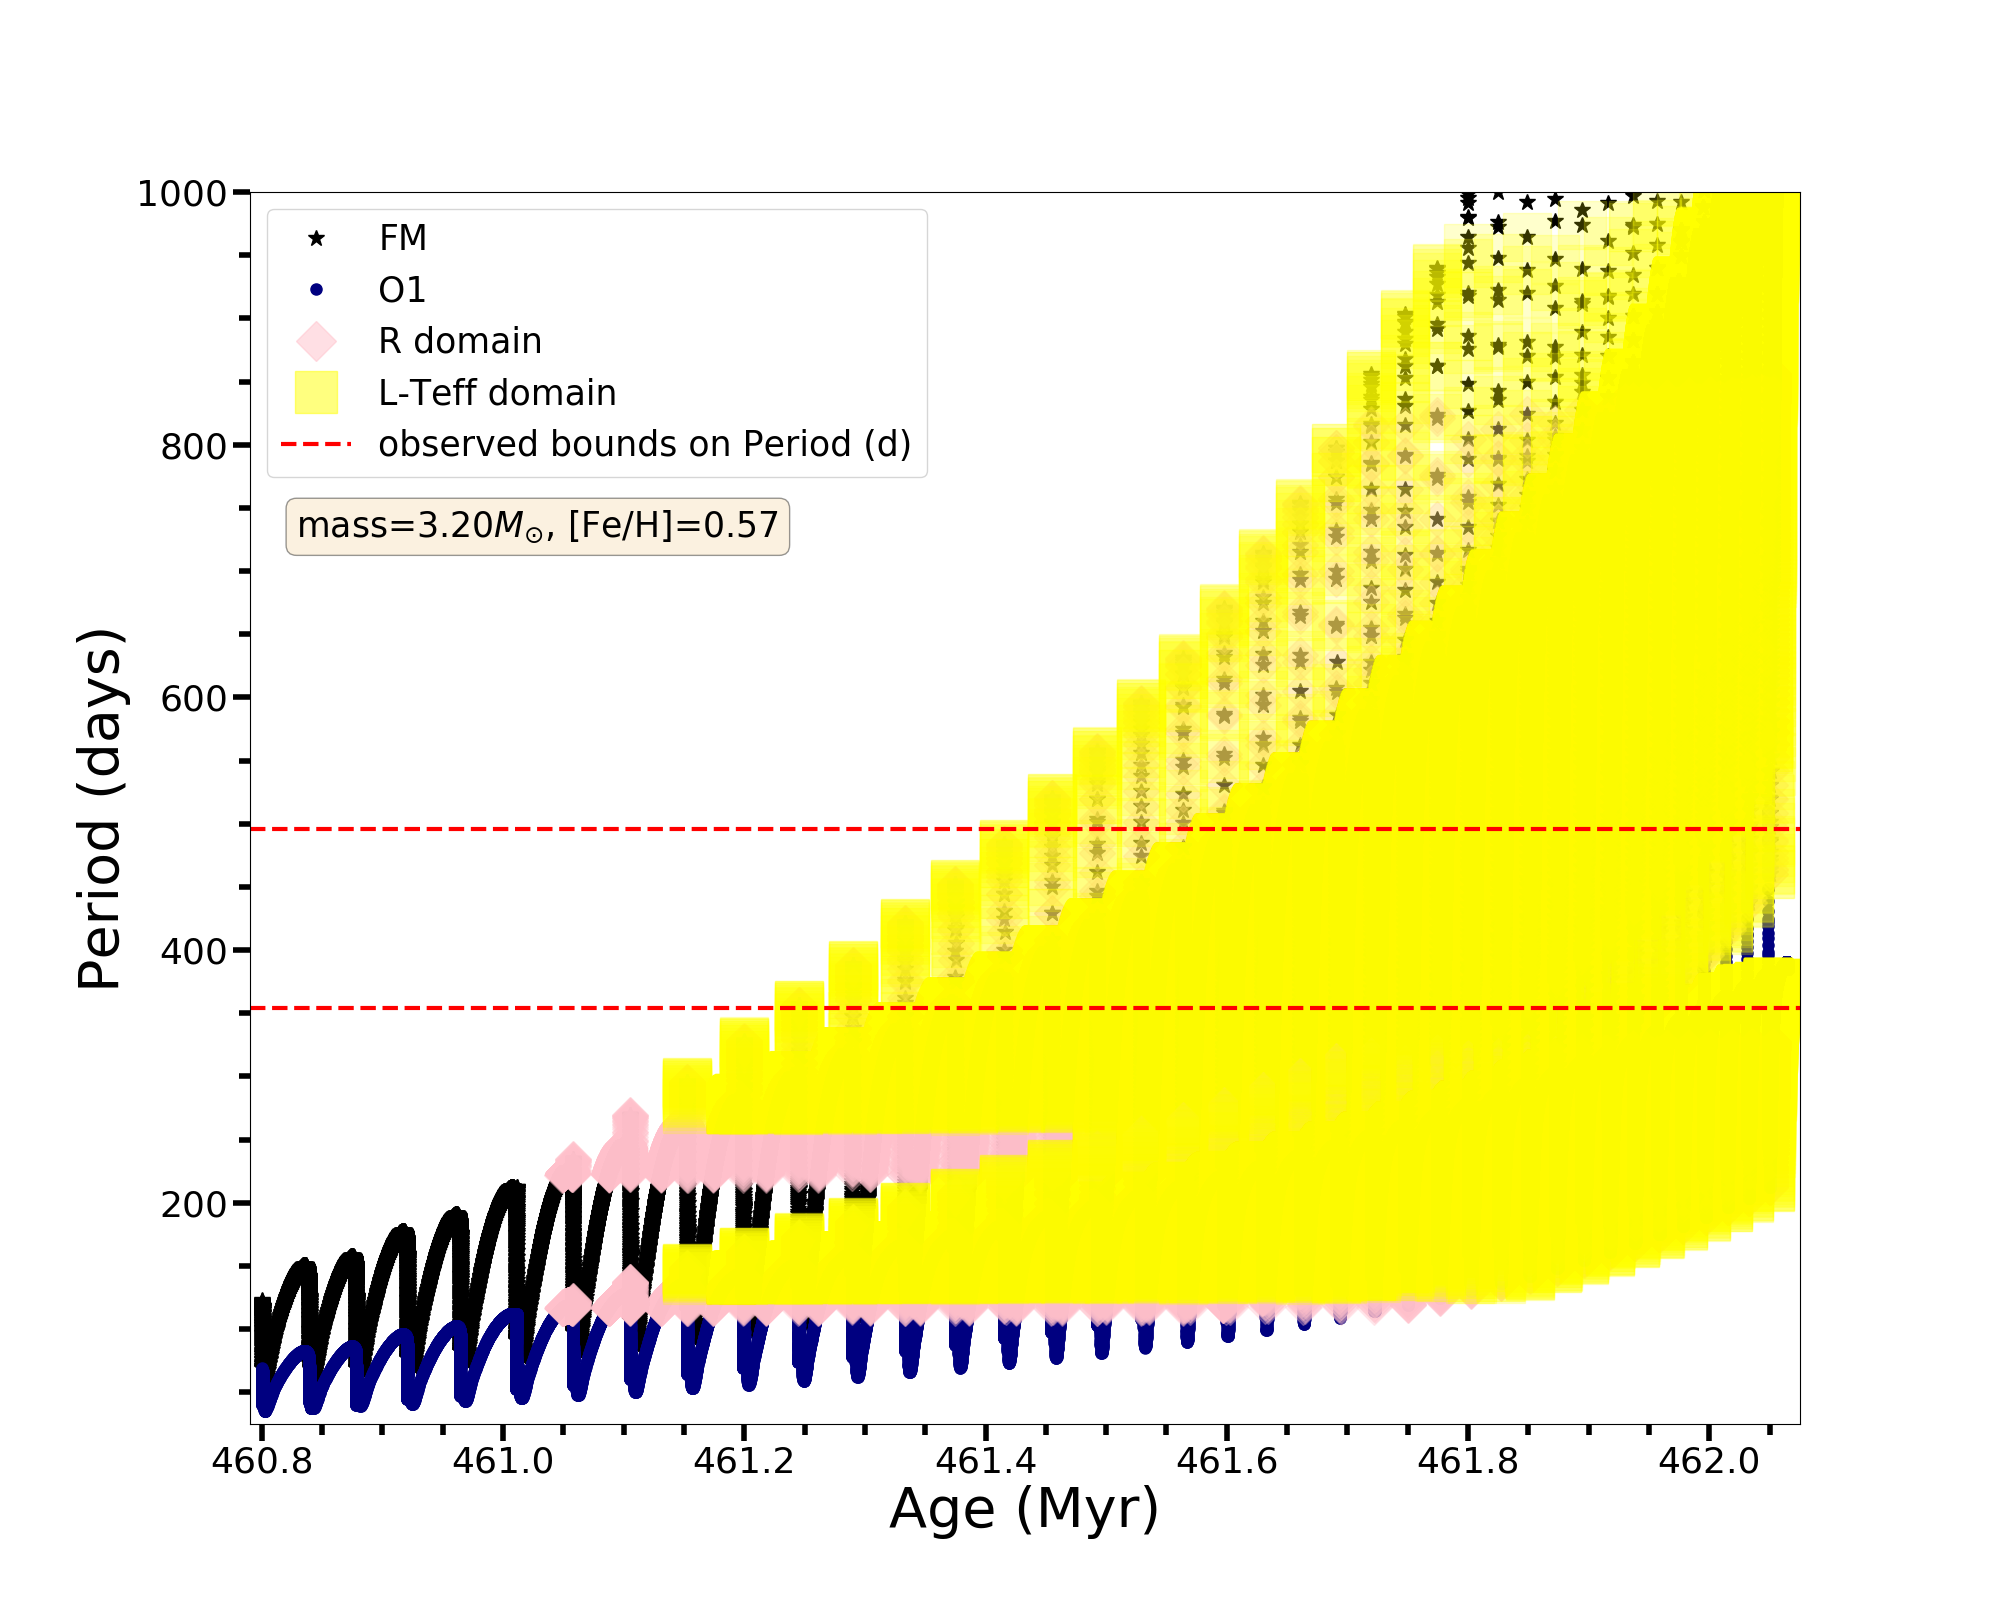 1000
800
600
400
200
Period (days)
FM
O1
R domain
L-Teff domain
observed bounds on Period (d)
mass=3.20M☉, [Fe/H]=0.57
460.8 461.0 461.2 461.4 461.6 461.8 462.0
Age (Myr)